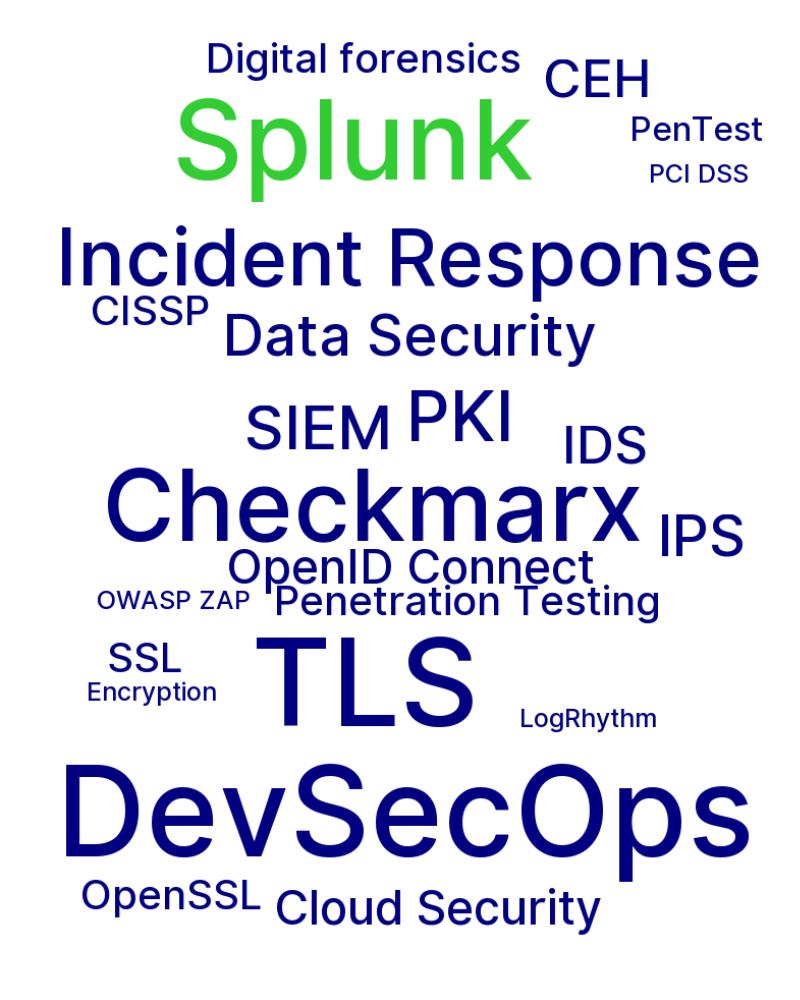 Digital forensics
CEH
Splunk
PenTest
PCI DSS
Incident Response
CISSP
Data Security
SIEM
PKI
IDS
Checkmarx
IPS
OpenID Connect
OWASP ZAP
Penetration Testing
SSL
TLS
Encryption
LogRhythm
DevSecOps
OpenSSL
Cloud Security